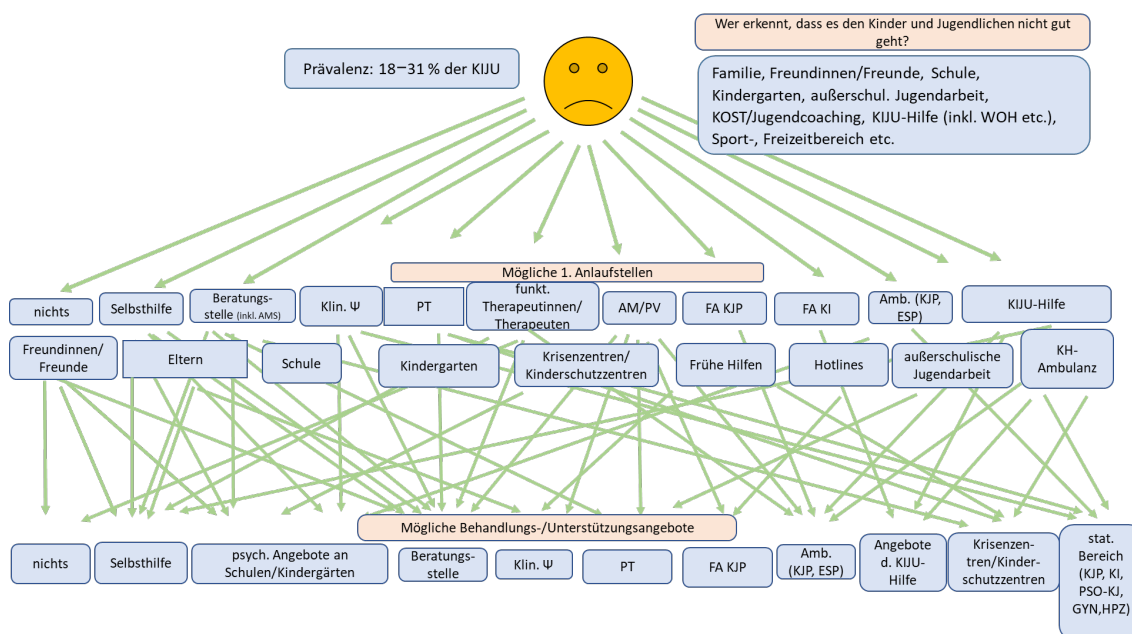 Wer erkennt, dass es den Kinder und Jugendlichen nicht gut
geht?
Prävalenz: 18–31 % der KIJU
Familie, Freundinnen/Freunde, Schule,
Kindergarten, außerschul. Jugendarbeit,
KOST/Jugendcoaching, KIJU-Hilfe (inkl. WOH etc.),
Sport-, Freizeitbereich etc.
Mögliche 1. Anlaufstellen
nichts
Selbsthilfe
Beratungs-
stelle (inkl. AMS)
Klin. Ψ
PT
funkt.
Therapeutinnen/
Therapeuten
AM/PV
FA KJP
FA KI
Amb. (KJP,
ESP)
KIJU-Hilfe
Freundinnen/
Freunde
Eltern
Schule
Kindergarten
Krisenzentren/
Kinderschutzzentren
Frühe Hilfen
Hotlines
außerschulische
Jugendarbeit
KH-
Ambulanz
Mögliche Behandlungs-/Unterstützungsangebote
nichts
Selbsthilfe
psych. Angebote an
Schulen/Kindergärten
Beratungs-
stelle
Klin. Ψ
PT
FA KJP
Amb.
(KJP, ESP)
Angebote
d. KIJU-
Hilfe
Krisenzen-
tren/Kinder-
schutzzentren
stat.
Bereich
(KJP, KI,
PSO-KJ,
GYN,HPZ)